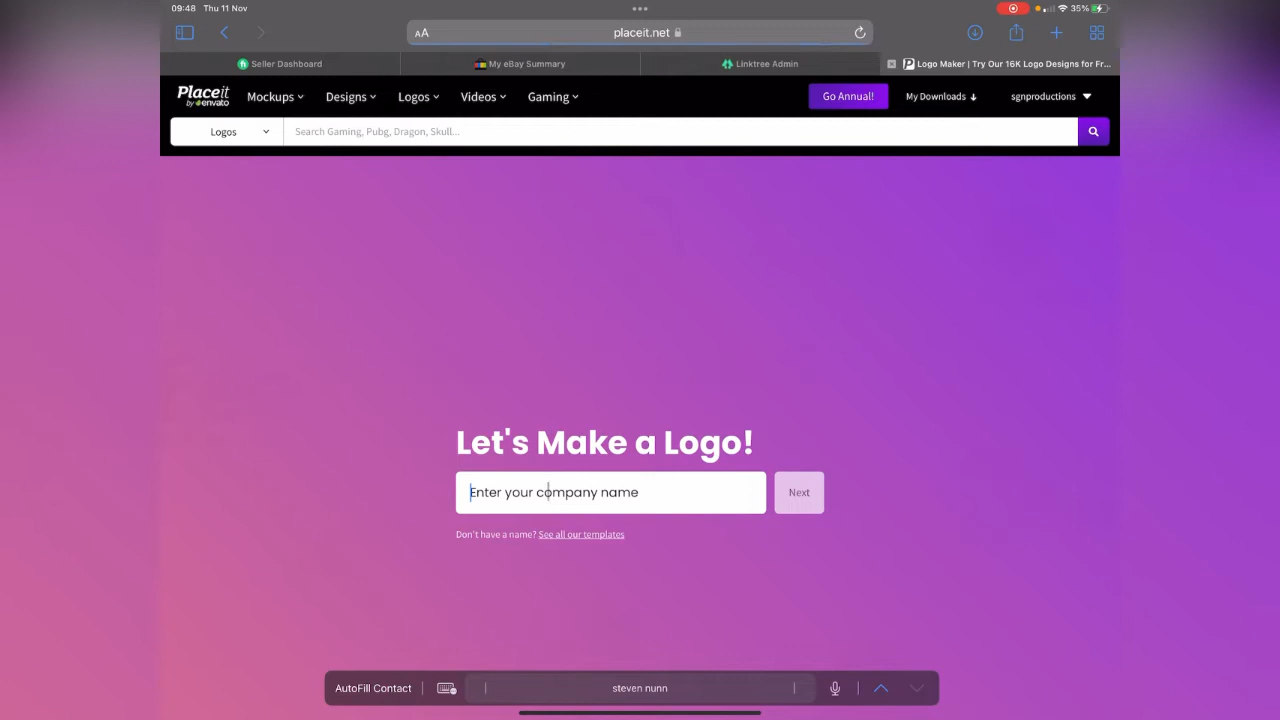 09:48 Thu 11 Nov
35%
AA placeit.net
Seller Dashboard My eBay Summary Linktree Admin Logo Maker | Try Our 16K Logo Designs for Fr...
Placeit by envato Mockups Designs Logos Videos Gaming Go Annual! My Downloads sgnproductions
Logos Search Gaming, Pubg, Dragon, Skull...
Let's Make a Logo!
Enter your company name Next
Don't have a name? See all our templates
AutoFill Contact steven nunn